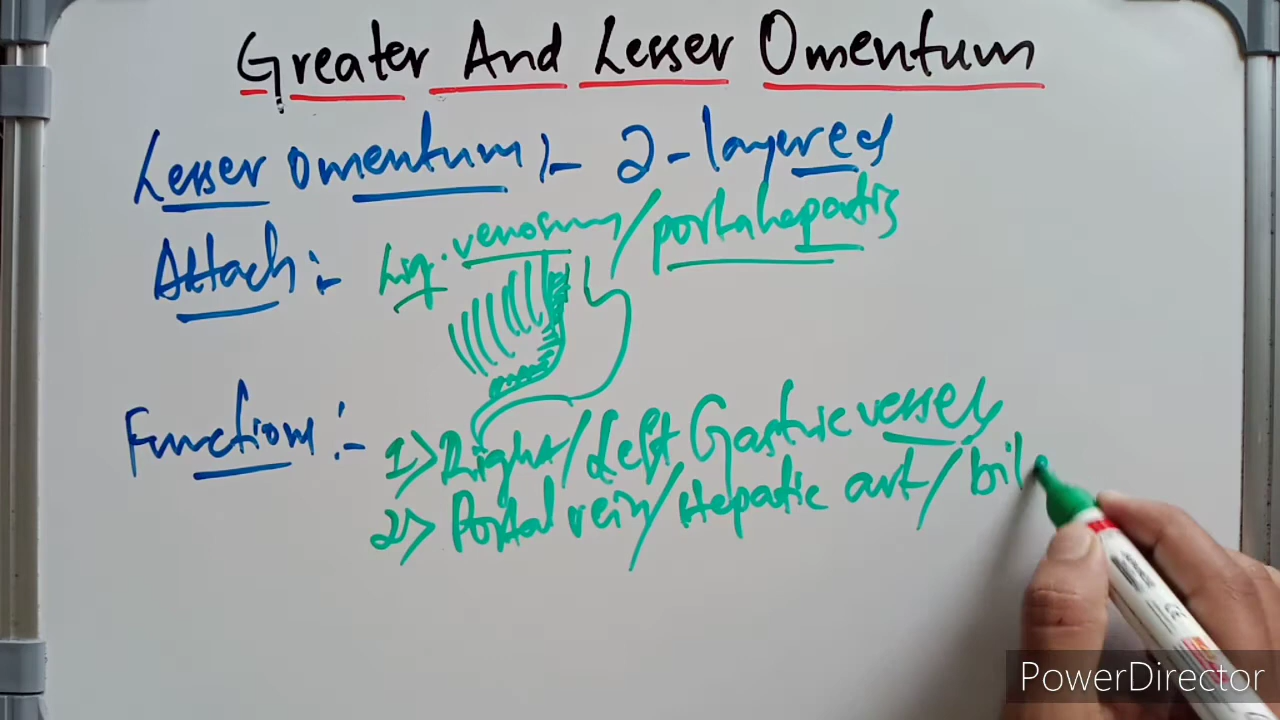 Greater And Lesser Omentum
Lesser omentum :- 2-layered
Attach :- Lig. venosum / porta hepatis
Functions :- 1> Right / Left Gastric vessels
2> Portal vein / Hepatic art / bile
PowerDirector